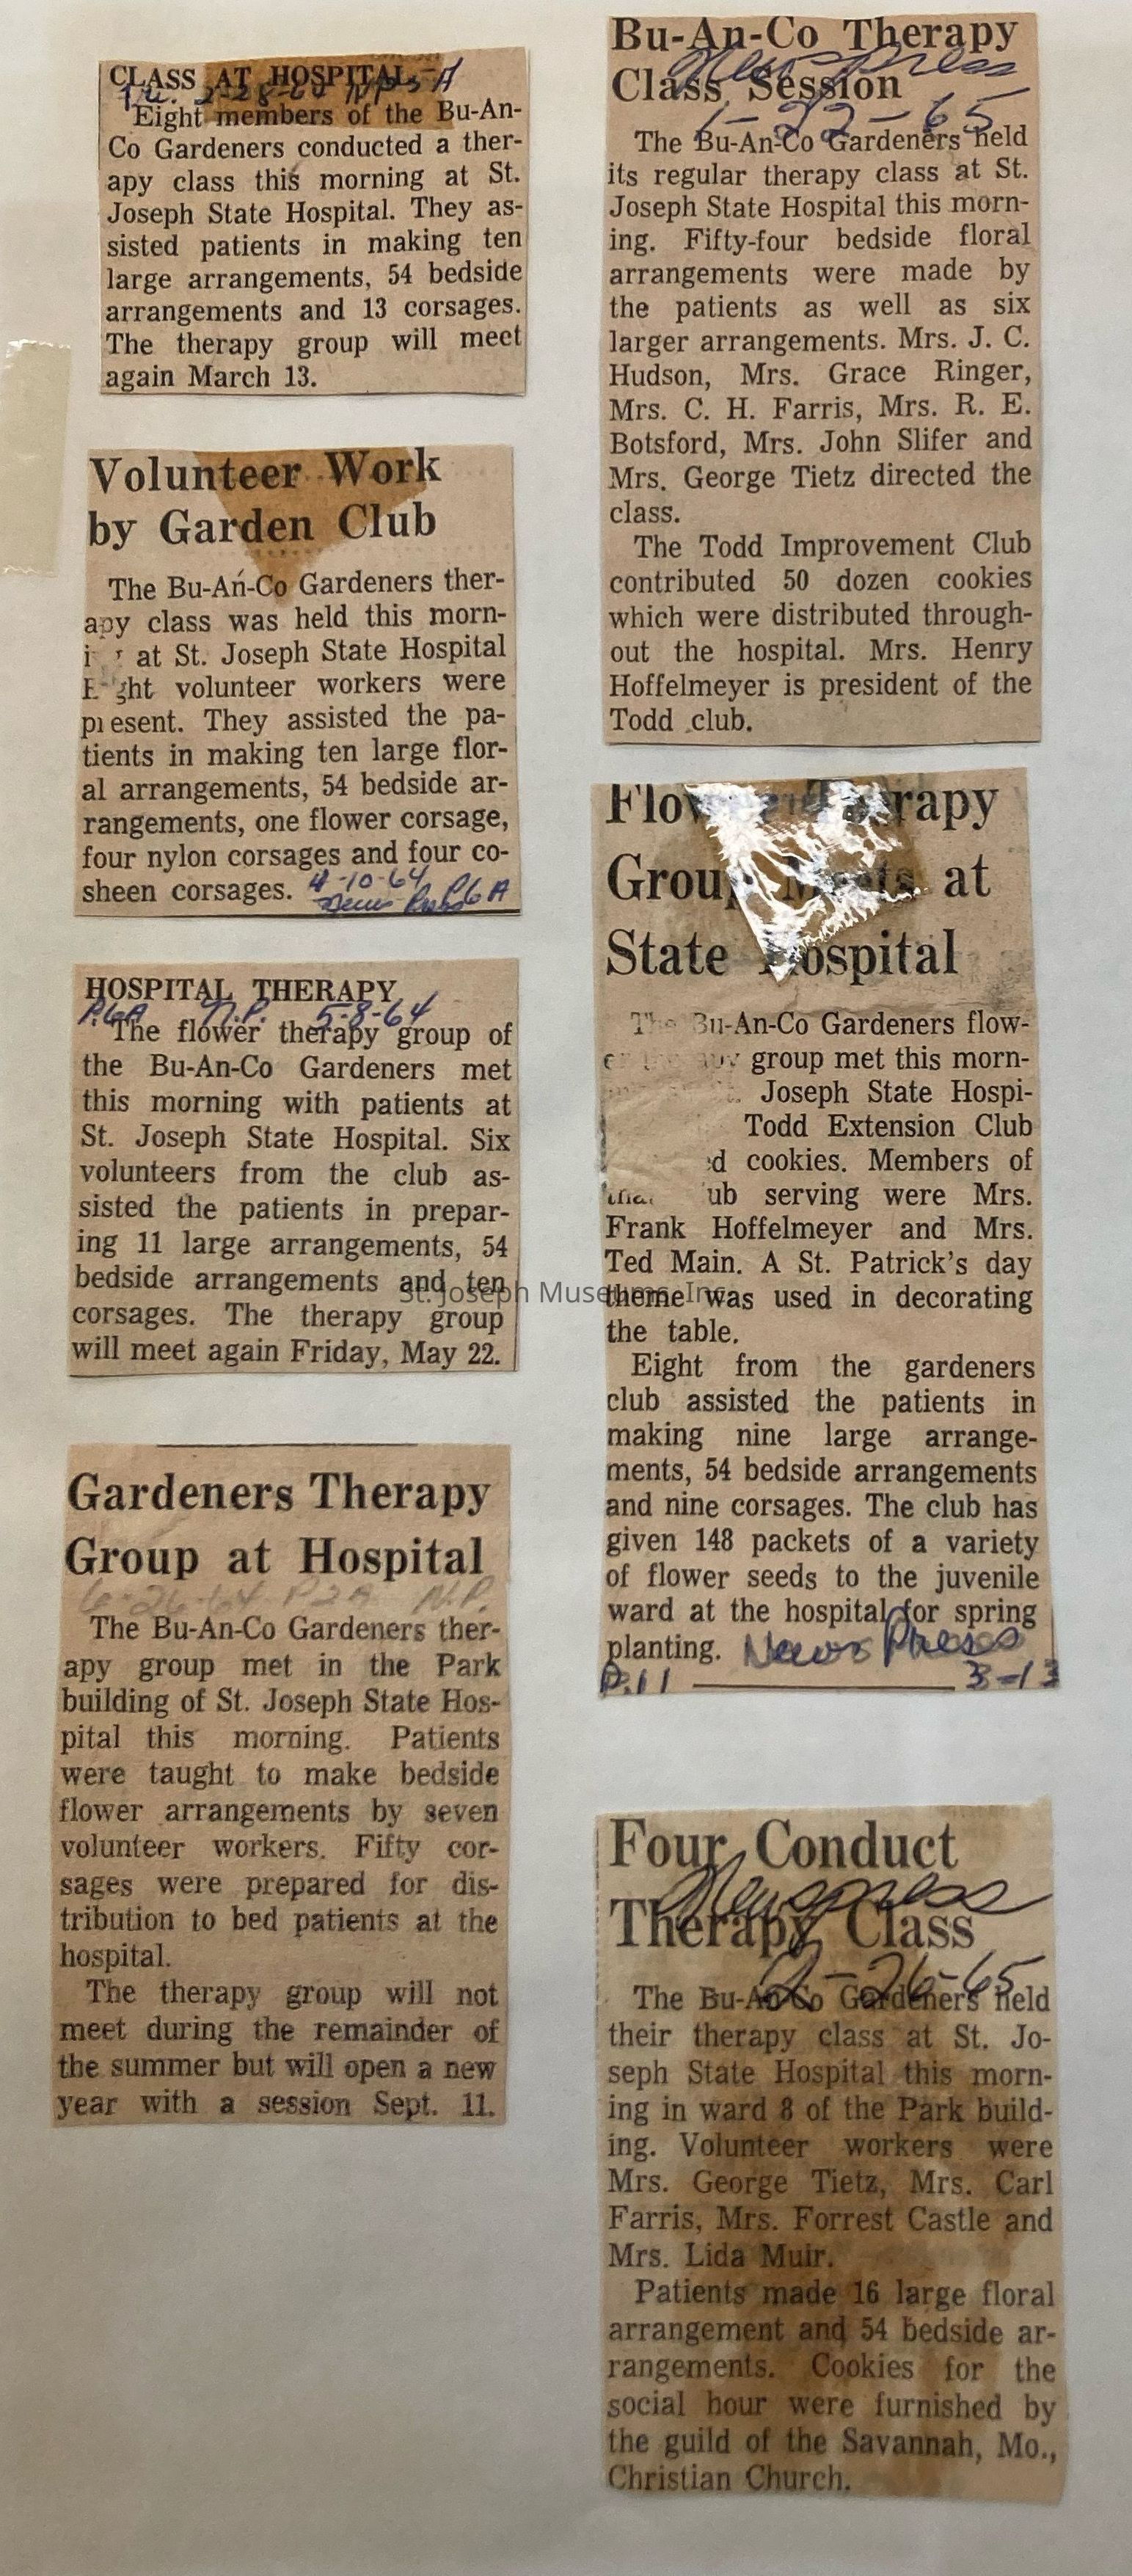 CLASS AT HOSPITAL
2-28-64
Eight members of the Bu-An-
Co Gardeners conducted a ther-
apy class this morning at St.
Joseph State Hospital. They as-
sisted patients in making ten
large arrangements, 54 bedside
arrangements and 13 corsages.
The therapy group will meet
again March 13.
Volunteer Work
by Garden Club
The Bu-An-Co Gardeners ther-
apy class was held this morn-
at St. Joseph State Hospital
volunteer workers were
present. They assisted the pa-
tients in making ten large flor-
al arrangements, 54 bedside ar-
rangements, one flower corsage,
four nylon corsages and four co-
sheen corsages. 4-10-64
News Press P6A
HOSPITAL THERAPY
P.6A N.P. 5-8-64
The flower therapy group of
the Bu-An-Co Gardeners met
this morning with patients at
St. Joseph State Hospital. Six
volunteers from the club as-
sisted the patients in prepar-
ing 11 large arrangements, 54
bedside arrangements and ten
corsages. The therapy group
will meet again Friday, May 22.
Gardeners Therapy
Group at Hospital
6-26-64 P2A N.P.
The Bu-An-Co Gardeners ther-
apy group met in the Park
building of St. Joseph State Hos-
pital this morning. Patients
were taught to make bedside
flower arrangements by seven
volunteer workers. Fifty cor-
sages were prepared for dis-
tribution to bed patients at the
hospital.
The therapy group will not
meet during the remainder of
the summer but will open a new
year with a session Sept. 11.
Bu-An-Co Therapy
Class Session
Newspress
1-22-65
The Bu-An-Co Gardeners held
its regular therapy class at St.
Joseph State Hospital this morn-
ing. Fifty-four bedside floral
arrangements were made by
the patients as well as six
larger arrangements. Mrs. J. C.
Hudson, Mrs. Grace Ringer,
Mrs. C. H. Farris, Mrs. R. E.
Botsford, Mrs. John Slifer and
Mrs. George Tietz directed the
class.
The Todd Improvement Club
contributed 50 dozen cookies
which were distributed through-
out the hospital. Mrs. Henry
Hoffelmeyer is president of the
Todd club.
at
State Hospital
The Bu-An-Co Gardeners flow-
group met this morn-
Joseph State Hospi-
Todd Extension Club
cookies. Members of
serving were Mrs.
Frank Hoffelmeyer and Mrs.
Ted Main. A St. Patrick's day
theme was used in decorating
the table.
Eight from the gardeners
club assisted the patients in
making nine large arrange-
ments, 54 bedside arrangements
and nine corsages. The club has
given 148 packets of a variety
of flower seeds to the juvenile
ward at the hospital for spring
planting. News Press
P.11 3-13
Four Conduct
Therapy Class
Newspress
2-26-65
The Bu-An-Co Gardeners held
their therapy class at St. Jo-
seph State Hospital this morn-
ing in ward 8 of the Park build-
ing. Volunteer workers were
Mrs. George Tietz, Mrs. Carl
Farris, Mrs. Forrest Castle and
Mrs. Lida Muir.
Patients made 16 large floral
arrangement and 54 bedside ar-
rangements. Cookies for the
social hour were furnished by
the guild of the Savannah, Mo.,
Christian Church.
St. Joseph Museums, Inc.